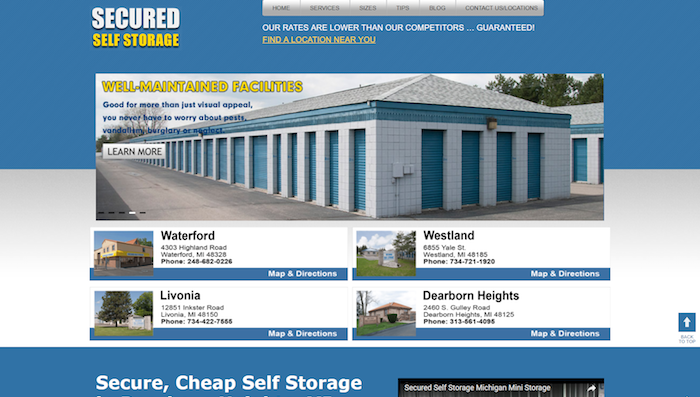 SECURED
SELF STORAGE
HOME SERVICES SIZES TIPS BLOG CONTACT US/LOCATIONS
OUR RATES ARE LOWER THAN OUR COMPETITORS ... GUARANTEED!
FIND A LOCATION NEAR YOU
WELL-MAINTAINED FACILITIES
Good for more than just visual appeal,
you never have to worry about pests,
vandalism, burglary or neglect.
LEARN MORE
Waterford
4303 Highland Road
Waterford, MI 48328
Phone: 248-682-0226
Map & Directions
Westland
6855 Yale St.
Westland, MI 48185
Phone: 734-721-1920
Map & Directions
Livonia
12851 Inkster Road
Livonia, MI 48150
Phone: 734-422-7555
Map & Directions
Dearborn Heights
2460 S. Gulley Road
Dearborn Heights, MI 48125
Phone: 313-561-4095
Map & Directions
BACK
TO TOP
Secure, Cheap Self Storage
Secured Self Storage Michigan Mini Storage